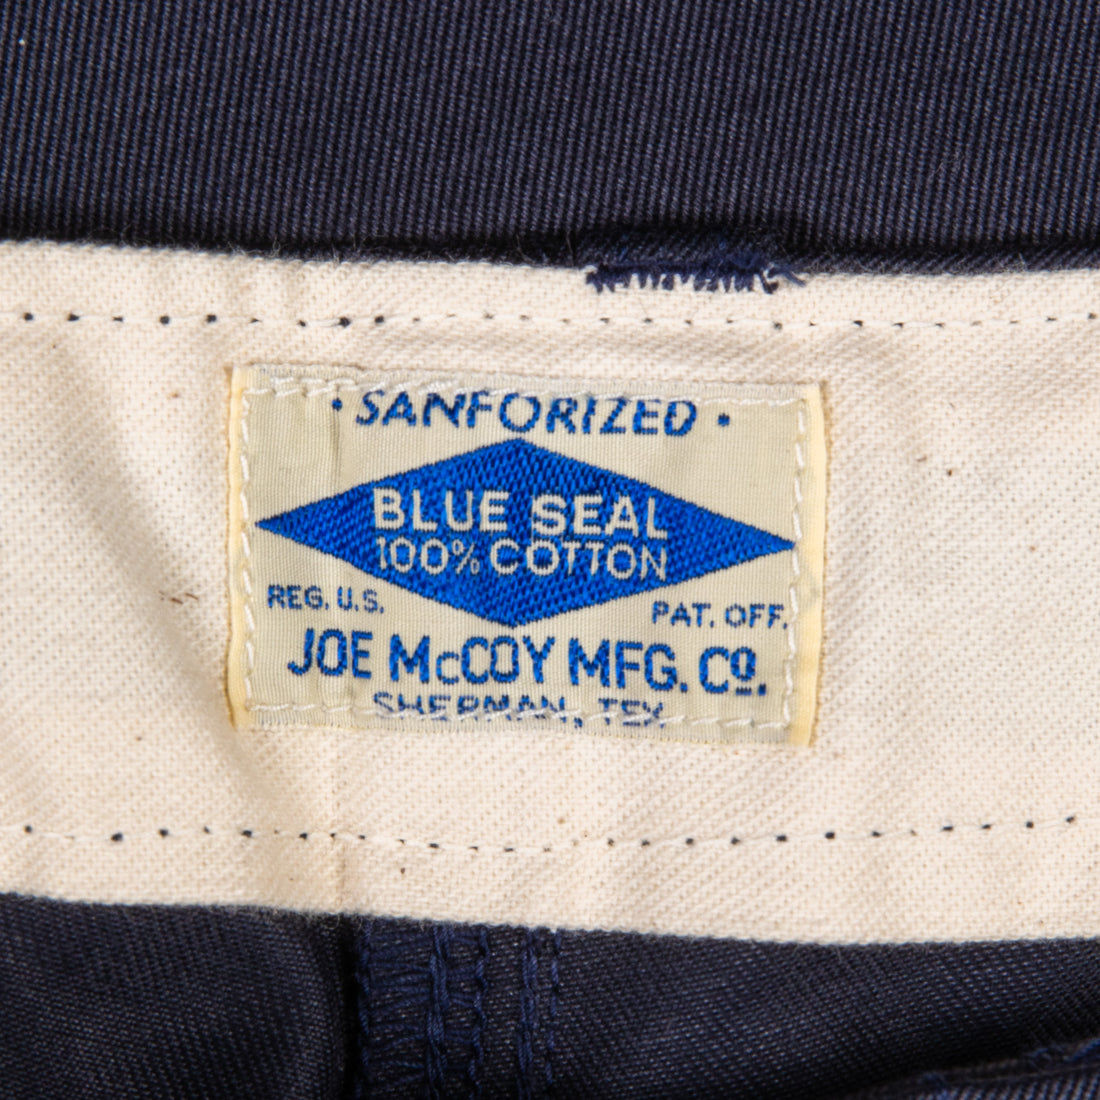 · SANFORIZED ·
BLUE SEAL
100% COTTON
REG. U.S. PAT. OFF.
JOE McCOY MFG. Co.
SHERMAN, TEX.